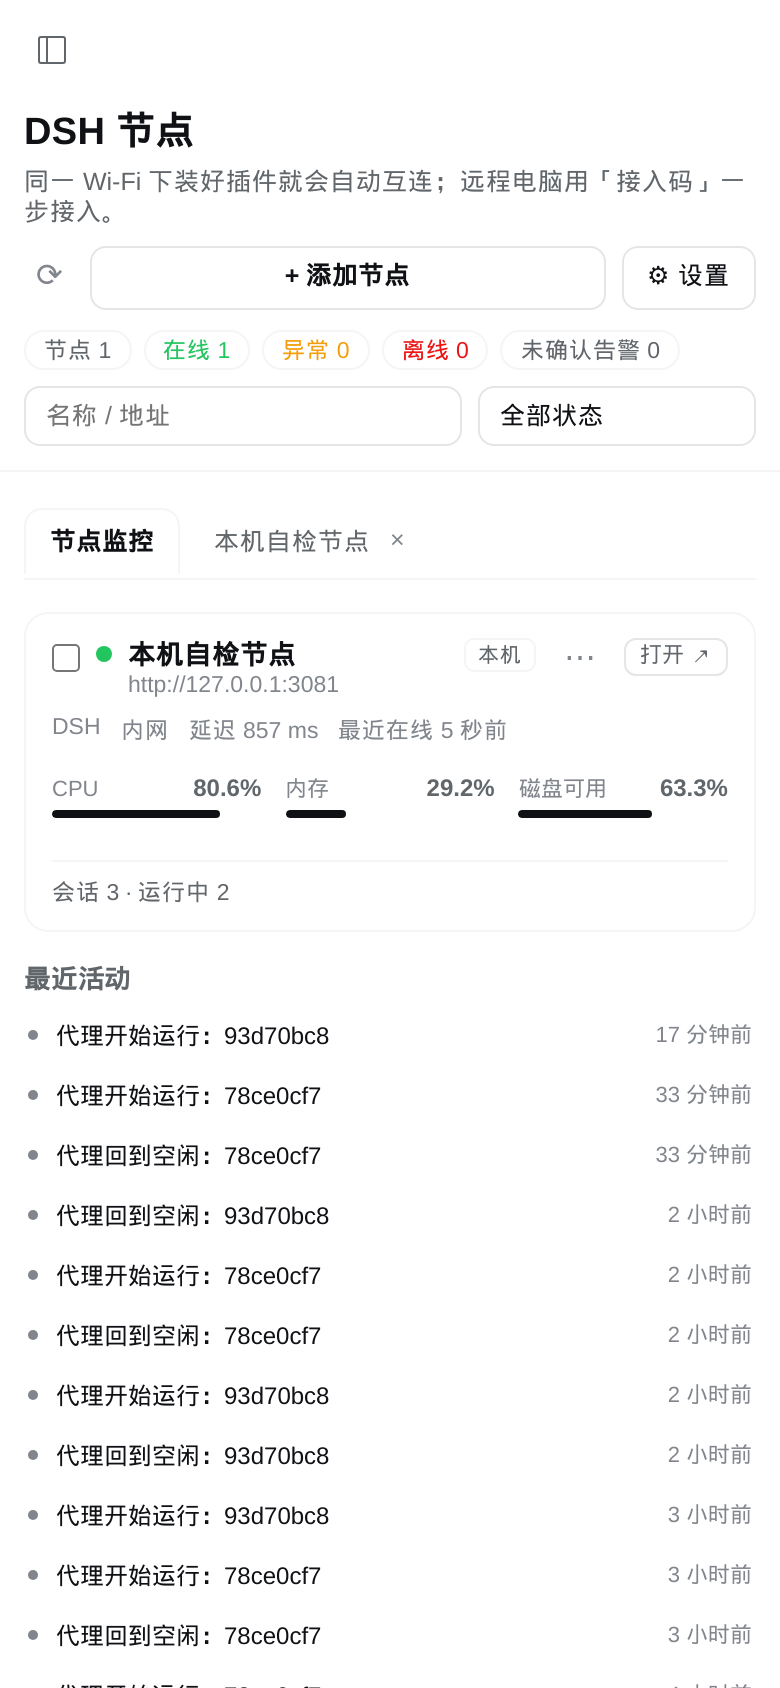 DSH 节点
同一 Wi-Fi 下装好插件就会自动互连；远程电脑用「接入码」一
步接入。
⟳ + 添加节点 ⚙ 设置
节点 1 在线 1 异常 0 离线 0 未确认告警 0
名称 / 地址 全部状态
节点监控 本机自检节点 ×
本机自检节点 本机 ⋯ 打开 ↗
http://127.0.0.1:3081
DSH 内网 延迟 857 ms 最近在线 5 秒前
CPU 80.6% 内存 29.2% 磁盘可用 63.3%
会话 3 · 运行中 2
最近活动
代理开始运行：93d70bc8 17 分钟前
代理开始运行：78ce0cf7 33 分钟前
代理回到空闲：78ce0cf7 33 分钟前
代理回到空闲：93d70bc8 2 小时前
代理开始运行：78ce0cf7 2 小时前
代理回到空闲：78ce0cf7 2 小时前
代理开始运行：93d70bc8 2 小时前
代理回到空闲：93d70bc8 2 小时前
代理开始运行：93d70bc8 3 小时前
代理开始运行：78ce0cf7 3 小时前
代理回到空闲：78ce0cf7 3 小时前